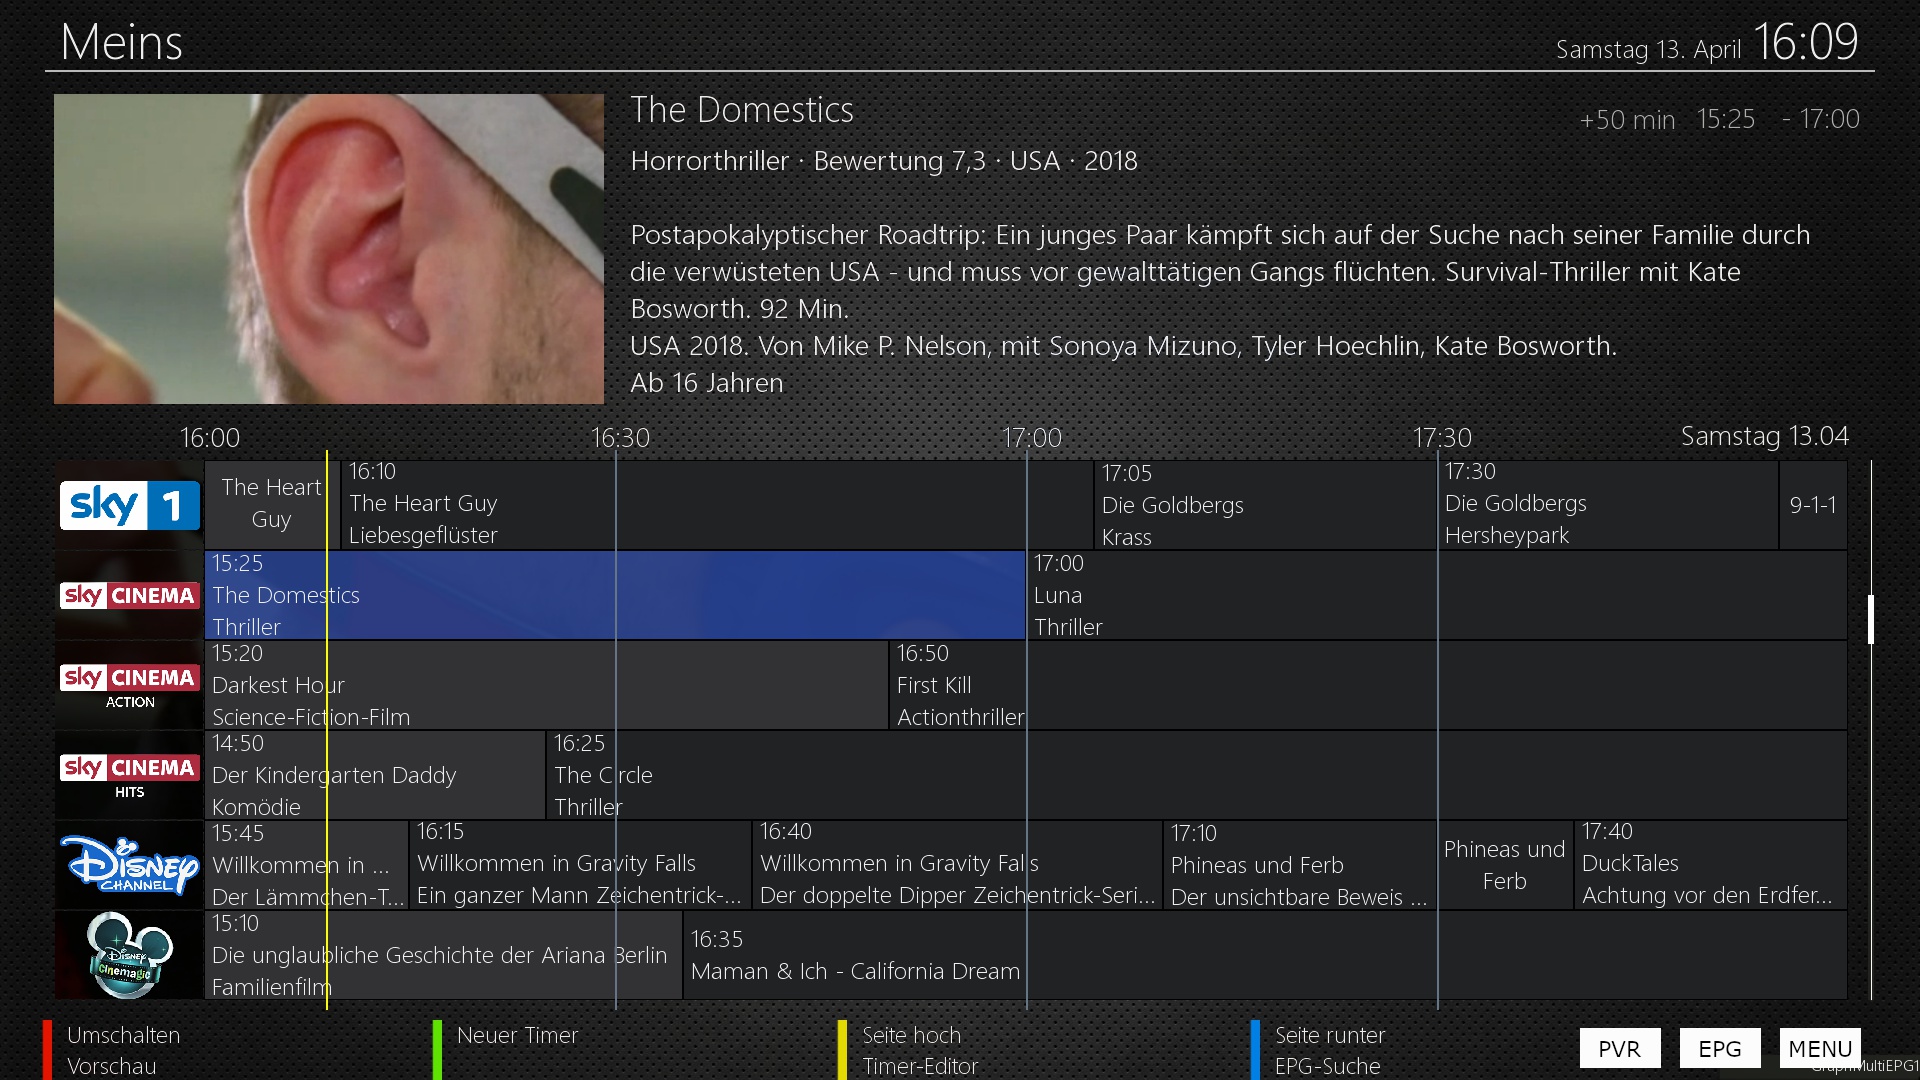 Meins
Samstag 13. April 16:09
The Domestics
+50 min 15:25 - 17:00
Horrorthriller · Bewertung 7,3 · USA · 2018
Postapokalyptischer Roadtrip: Ein junges Paar kämpft sich auf der Suche nach seiner Familie durch
die verwüsteten USA - und muss vor gewalttätigen Gangs flüchten. Survival-Thriller mit Kate
Bosworth. 92 Min.
USA 2018. Von Mike P. Nelson, mit Sonoya Mizuno, Tyler Hoechlin, Kate Bosworth.
Ab 16 Jahren
16:00 16:30 17:00 17:30 Samstag 13.04
sky 1
The Heart
Guy
16:10
The Heart Guy
Liebesgeflüster
17:05
Die Goldbergs
Krass
17:30
Die Goldbergs
Hersheypark
9-1-1
sky CINEMA
15:25
The Domestics
Thriller
17:00
Luna
Thriller
sky CINEMA
ACTION
15:20
Darkest Hour
Science-Fiction-Film
16:50
First Kill
Actionthriller
sky CINEMA
HITS
14:50
Der Kindergarten Daddy
Komödie
16:25
The Circle
Thriller
Disney
CHANNEL
15:45
Willkommen in ...
Der Lämmchen-T...
16:15
Willkommen in Gravity Falls
Ein ganzer Mann Zeichentrick-...
16:40
Willkommen in Gravity Falls
Der doppelte Dipper Zeichentrick-Seri...
17:10
Phineas und Ferb
Der unsichtbare Beweis ...
Phineas und
Ferb
17:40
DuckTales
Achtung vor den Erdfer...
Disney
Cinemagic
15:10
Die unglaubliche Geschichte der Ariana Berlin
Familienfilm
16:35
Maman & Ich - California Dream
Umschalten
Vorschau
Neuer Timer
Seite hoch
Timer-Editor
Seite runter
EPG-Suche
PVR
EPG
MENU
GraphMultiEPG1